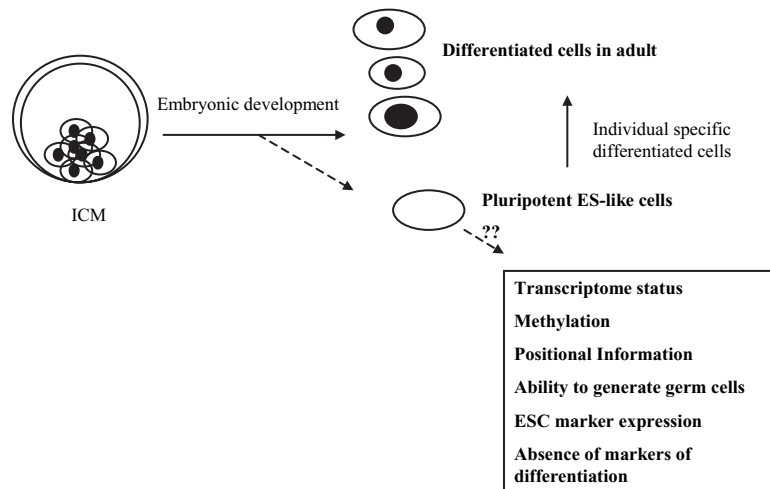 Differentiated cells in adult
Embryonic development
Individual specific
differentiated cells
ICM
Pluripotent ES-like cells
??
Transcriptome status
Methylation
Positional Information
Ability to generate germ cells
ESC marker expression
Absence of markers of
differentiation